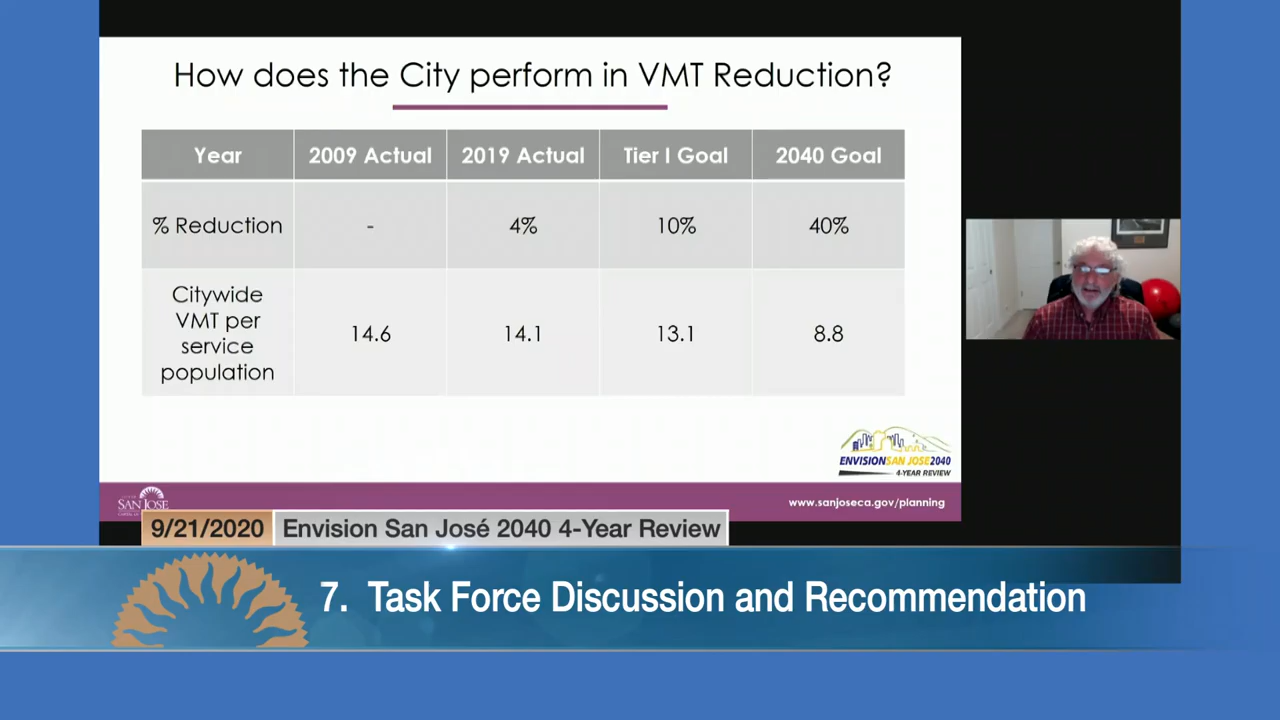 How does the City perform in VMT Reduction?
Year 2009 Actual 2019 Actual Tier I Goal 2040 Goal
% Reduction - 4% 10% 40%
Citywide
VMT per
service
population
14.6 14.1 13.1 8.8
ENVISIONSANJOSE2040
4-YEAR REVIEW
SAN JOSE
www.sanjoseca.gov/planning
9/21/2020 Envision San José 2040 4-Year Review
7. Task Force Discussion and Recommendation